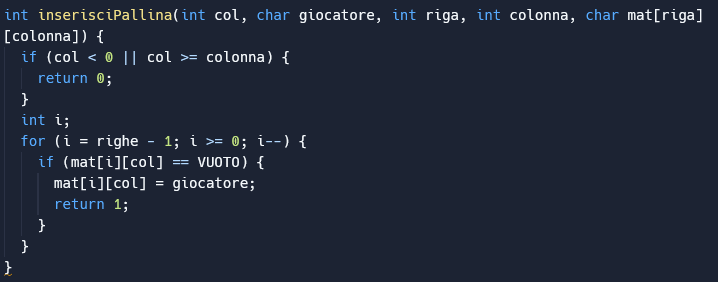 int inserisciPallina(int col, char giocatore, int riga, int colonna, char mat[riga]
[colonna]) {
  if (col < 0 || col >= colonna) {
    return 0;
  }
  int i;
  for (i = righe - 1; i >= 0; i--) {
    if (mat[i][col] == VUOTO) {
      mat[i][col] = giocatore;
      return 1;
    }
  }
}